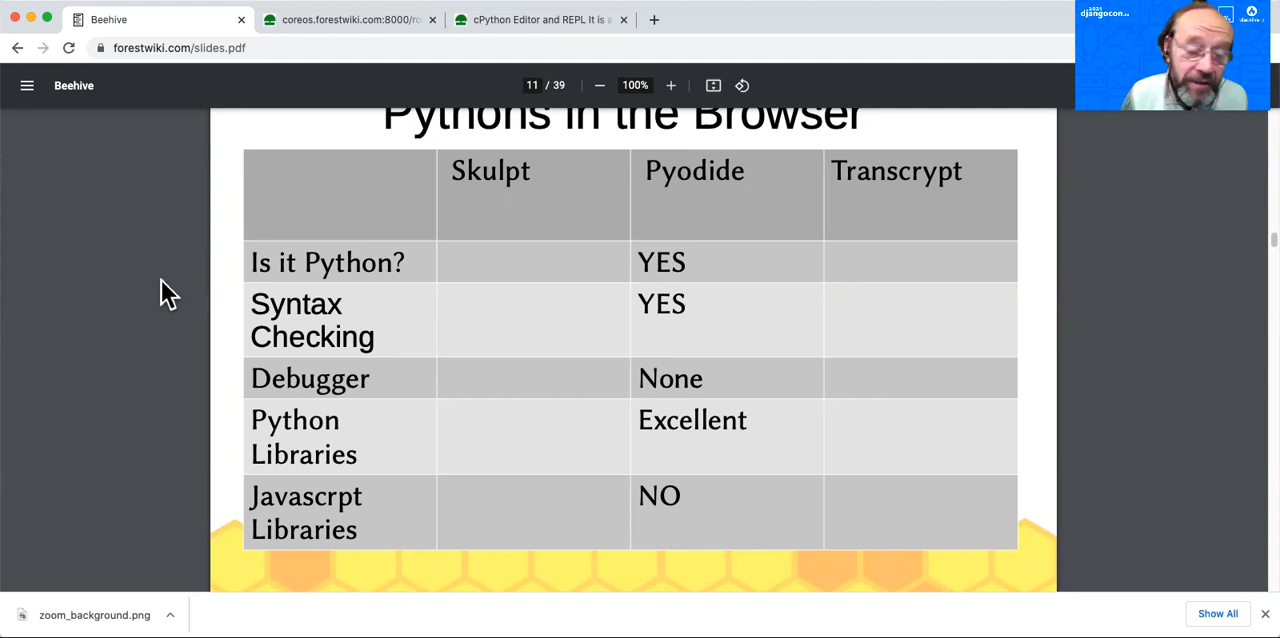 Beehive
coreos.forestwiki.com:8000/ro
cPython Editor and REPL It is a
forestwiki.com/slides.pdf
2021
djangocon
Beehive
11 / 39
100%
Pythons in the Browser
Skulpt Pyodide Transcrypt
Is it Python? YES
Syntax
Checking YES
Debugger None
Python
Libraries Excellent
Javascrpt
Libraries NO
zoom_background.png
Show All